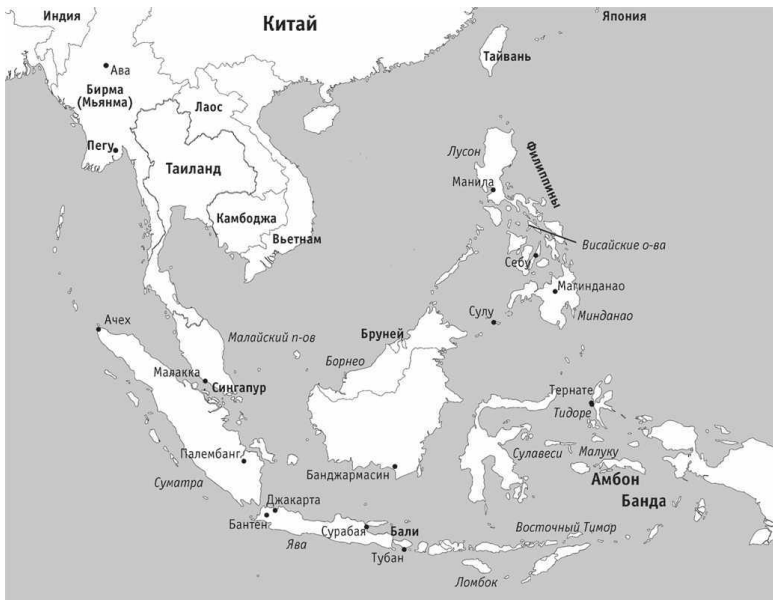 Индия
Китай
Япония
Тайвань
Ава
Бирма
(Мьянма)
Лаос
Пегу
Таиланд
Лусон
Филиппины
Манила
Камбоджа
Вьетнам
Висайские о-ва
Себу
Магинданао
Сулу
Минданао
Ачех
Малайский п-ов
Бруней
Борнео
Малакка
Сингапур
Тернате
Тидоре
Палембанг
Сулавеси
Малуку
Суматра
Банджармасин
Амбон
Банда
Джакарта
Бантен
Ява
Сурабая
Бали
Восточный Тимор
Тубан
Ломбок